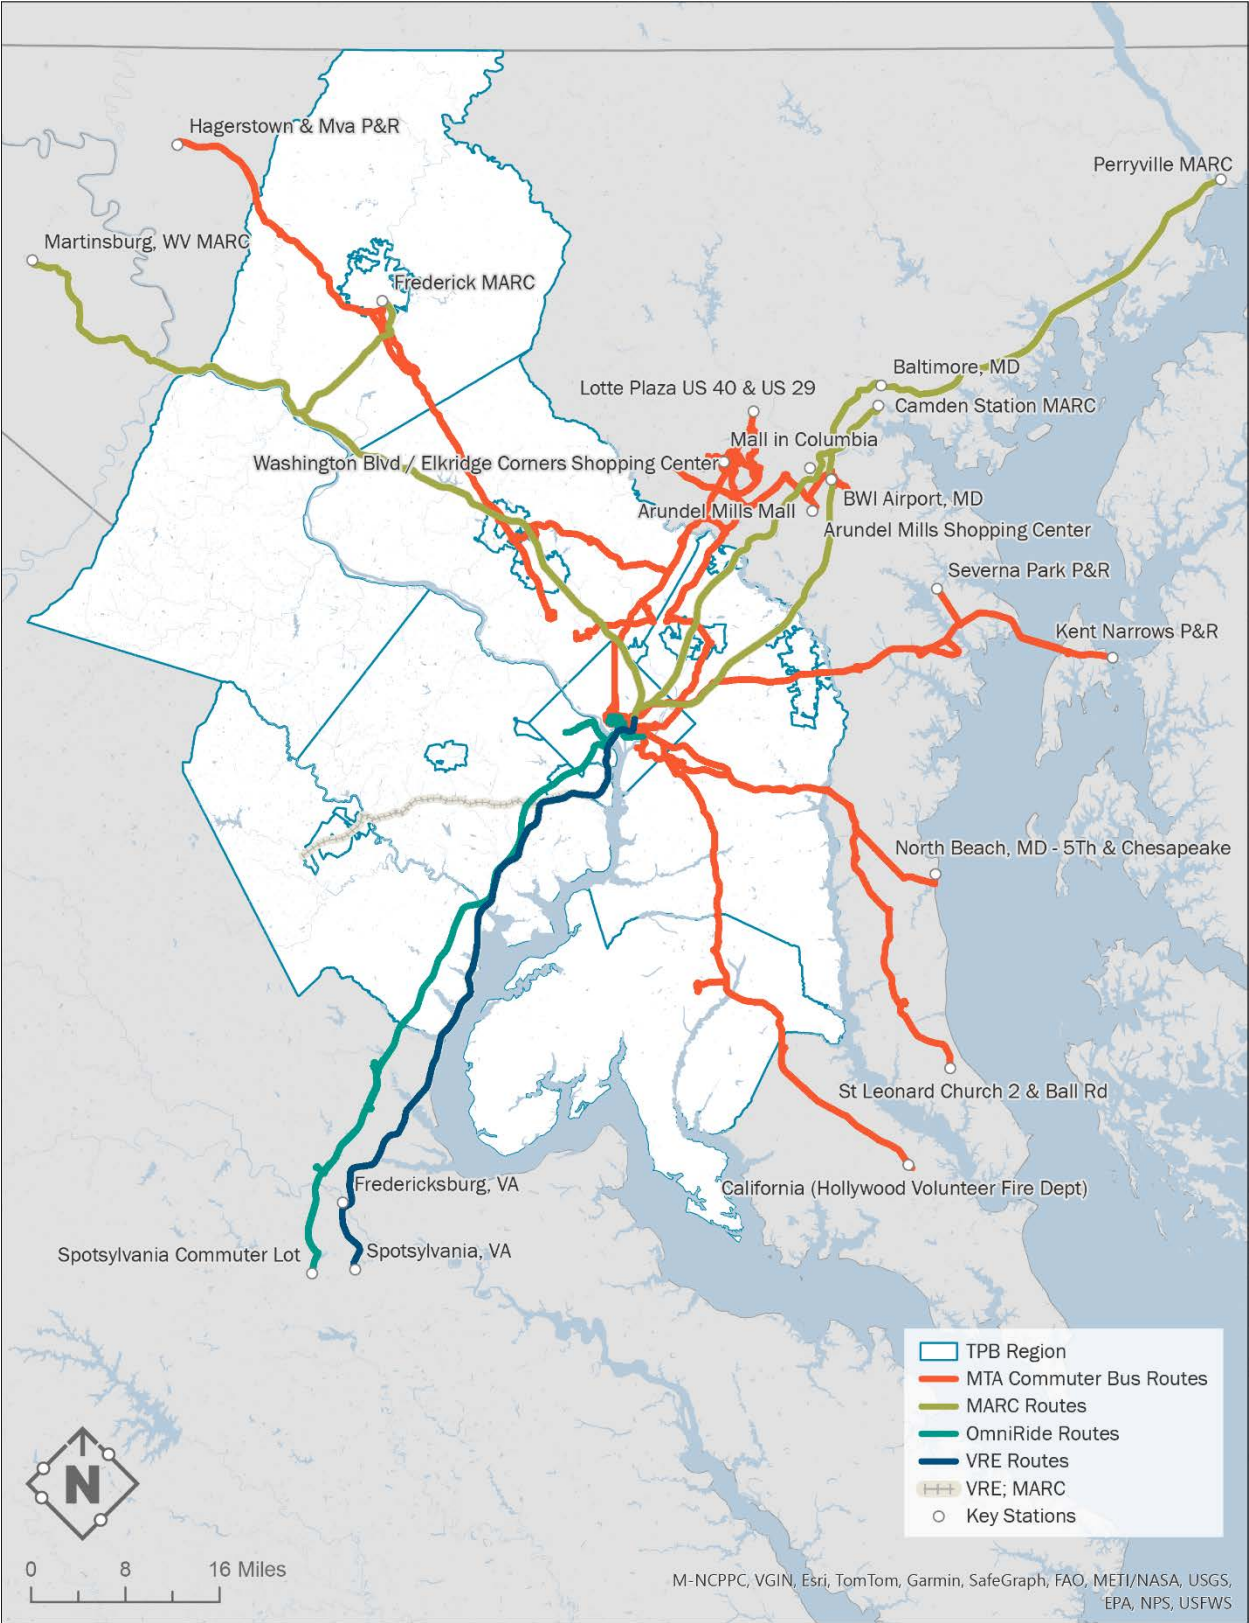 Hagerstown & Mva P&R
Perryville MARC
Martinsburg, WV MARC
Frederick MARC
Baltimore, MD
Lotte Plaza US 40 & US 29
Camden Station MARC
Mall in Columbia
Washington Blvd / Elkridge Corners Shopping Center
BWI Airport, MD
Arundel Mills Mall
Arundel Mills Shopping Center
Severna Park P&R
Kent Narrows P&R
North Beach, MD - 5Th & Chesapeake
St Leonard Church 2 & Ball Rd
Fredericksburg, VA
California (Hollywood Volunteer Fire Dept)
Spotsylvania Commuter Lot
Spotsylvania, VA
TPB Region
MTA Commuter Bus Routes
MARC Routes
OmniRide Routes
VRE Routes
VRE; MARC
Key Stations
N
0 8 16 Miles
M-NCPPC, VGIN, Esri, TomTom, Garmin, SafeGraph, FAO, METI/NASA, USGS,
EPA, NPS, USFWS